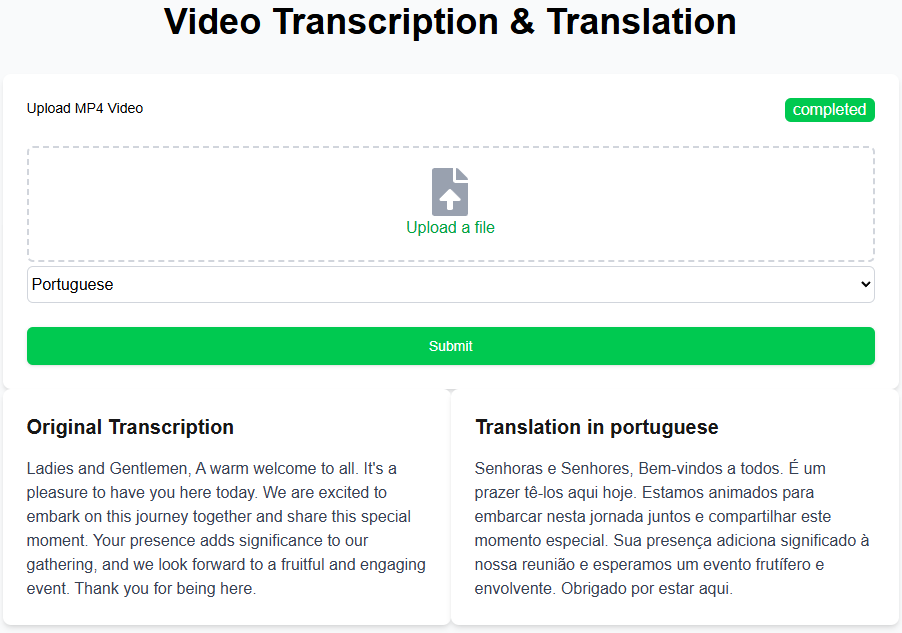 Video Transcription & Translation
Upload MP4 Video
completed
Upload a file
Portuguese
Submit
Original Transcription
Ladies and Gentlemen, A warm welcome to all. It's a
pleasure to have you here today. We are excited to
embark on this journey together and share this special
moment. Your presence adds significance to our
gathering, and we look forward to a fruitful and engaging
event. Thank you for being here.
Translation in portuguese
Senhoras e Senhores, Bem-vindos a todos. É um
prazer tê-los aqui hoje. Estamos animados para
embarcar nesta jornada juntos e compartilhar este
momento especial. Sua presença adiciona significado à
nossa reunião e esperamos um evento frutífero e
envolvente. Obrigado por estar aqui.